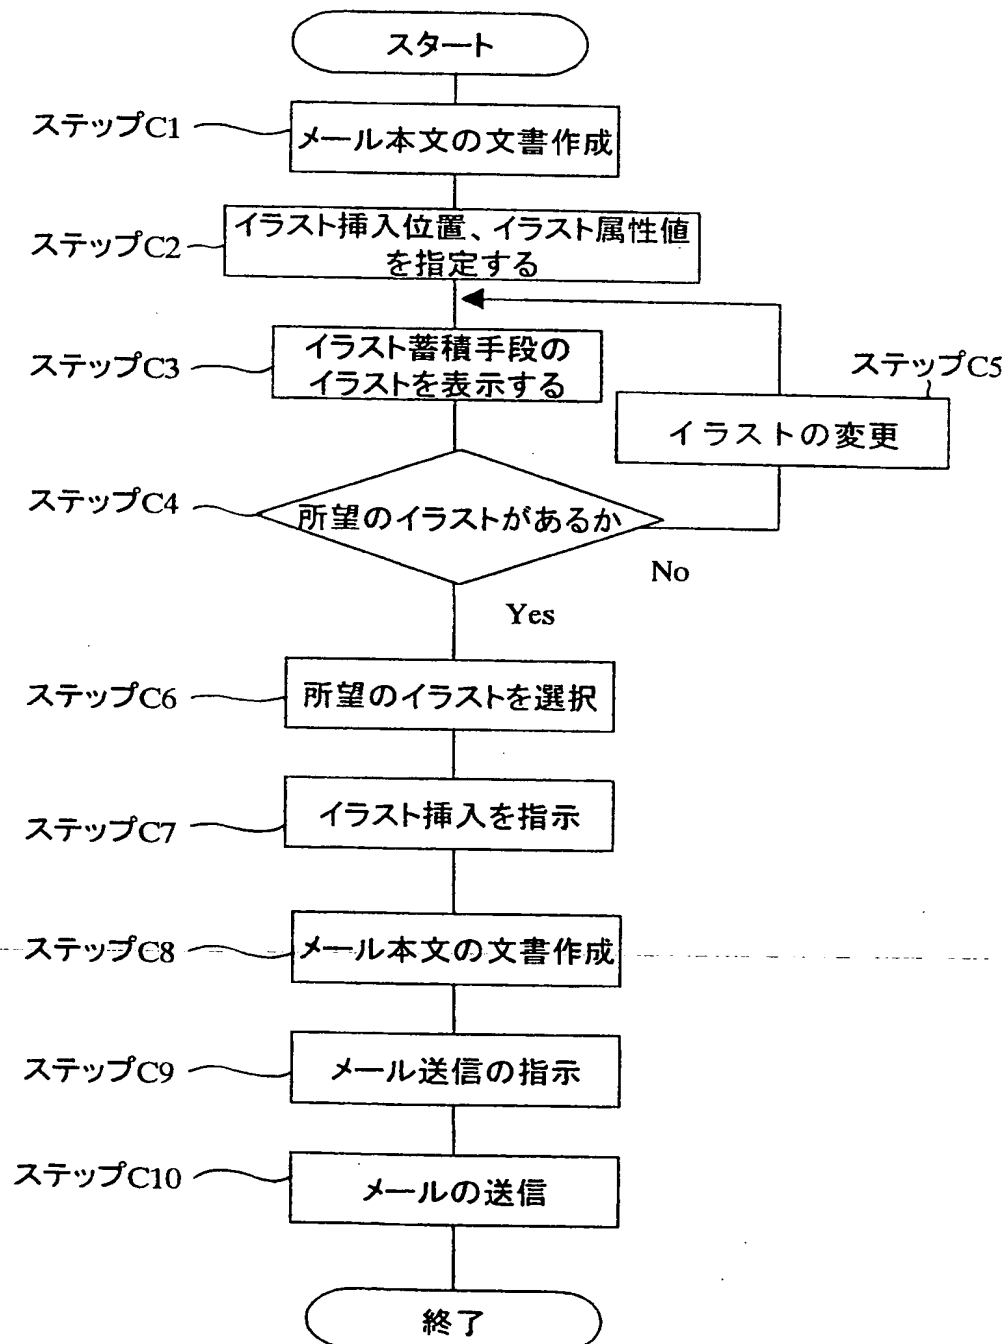 スタート
ステップC1
メール本文の文書作成
ステップC2
イラスト挿入位置、イラスト属性値
を指定する
ステップC3
イラスト蓄積手段の
イラストを表示する
ステップC5
イラストの変更
ステップC4
所望のイラストがあるか
No
Yes
ステップC6
所望のイラストを選択
ステップC7
イラスト挿入を指示
ステップC8
メール本文の文書作成
ステップC9
メール送信の指示
ステップC10
メールの送信
終了